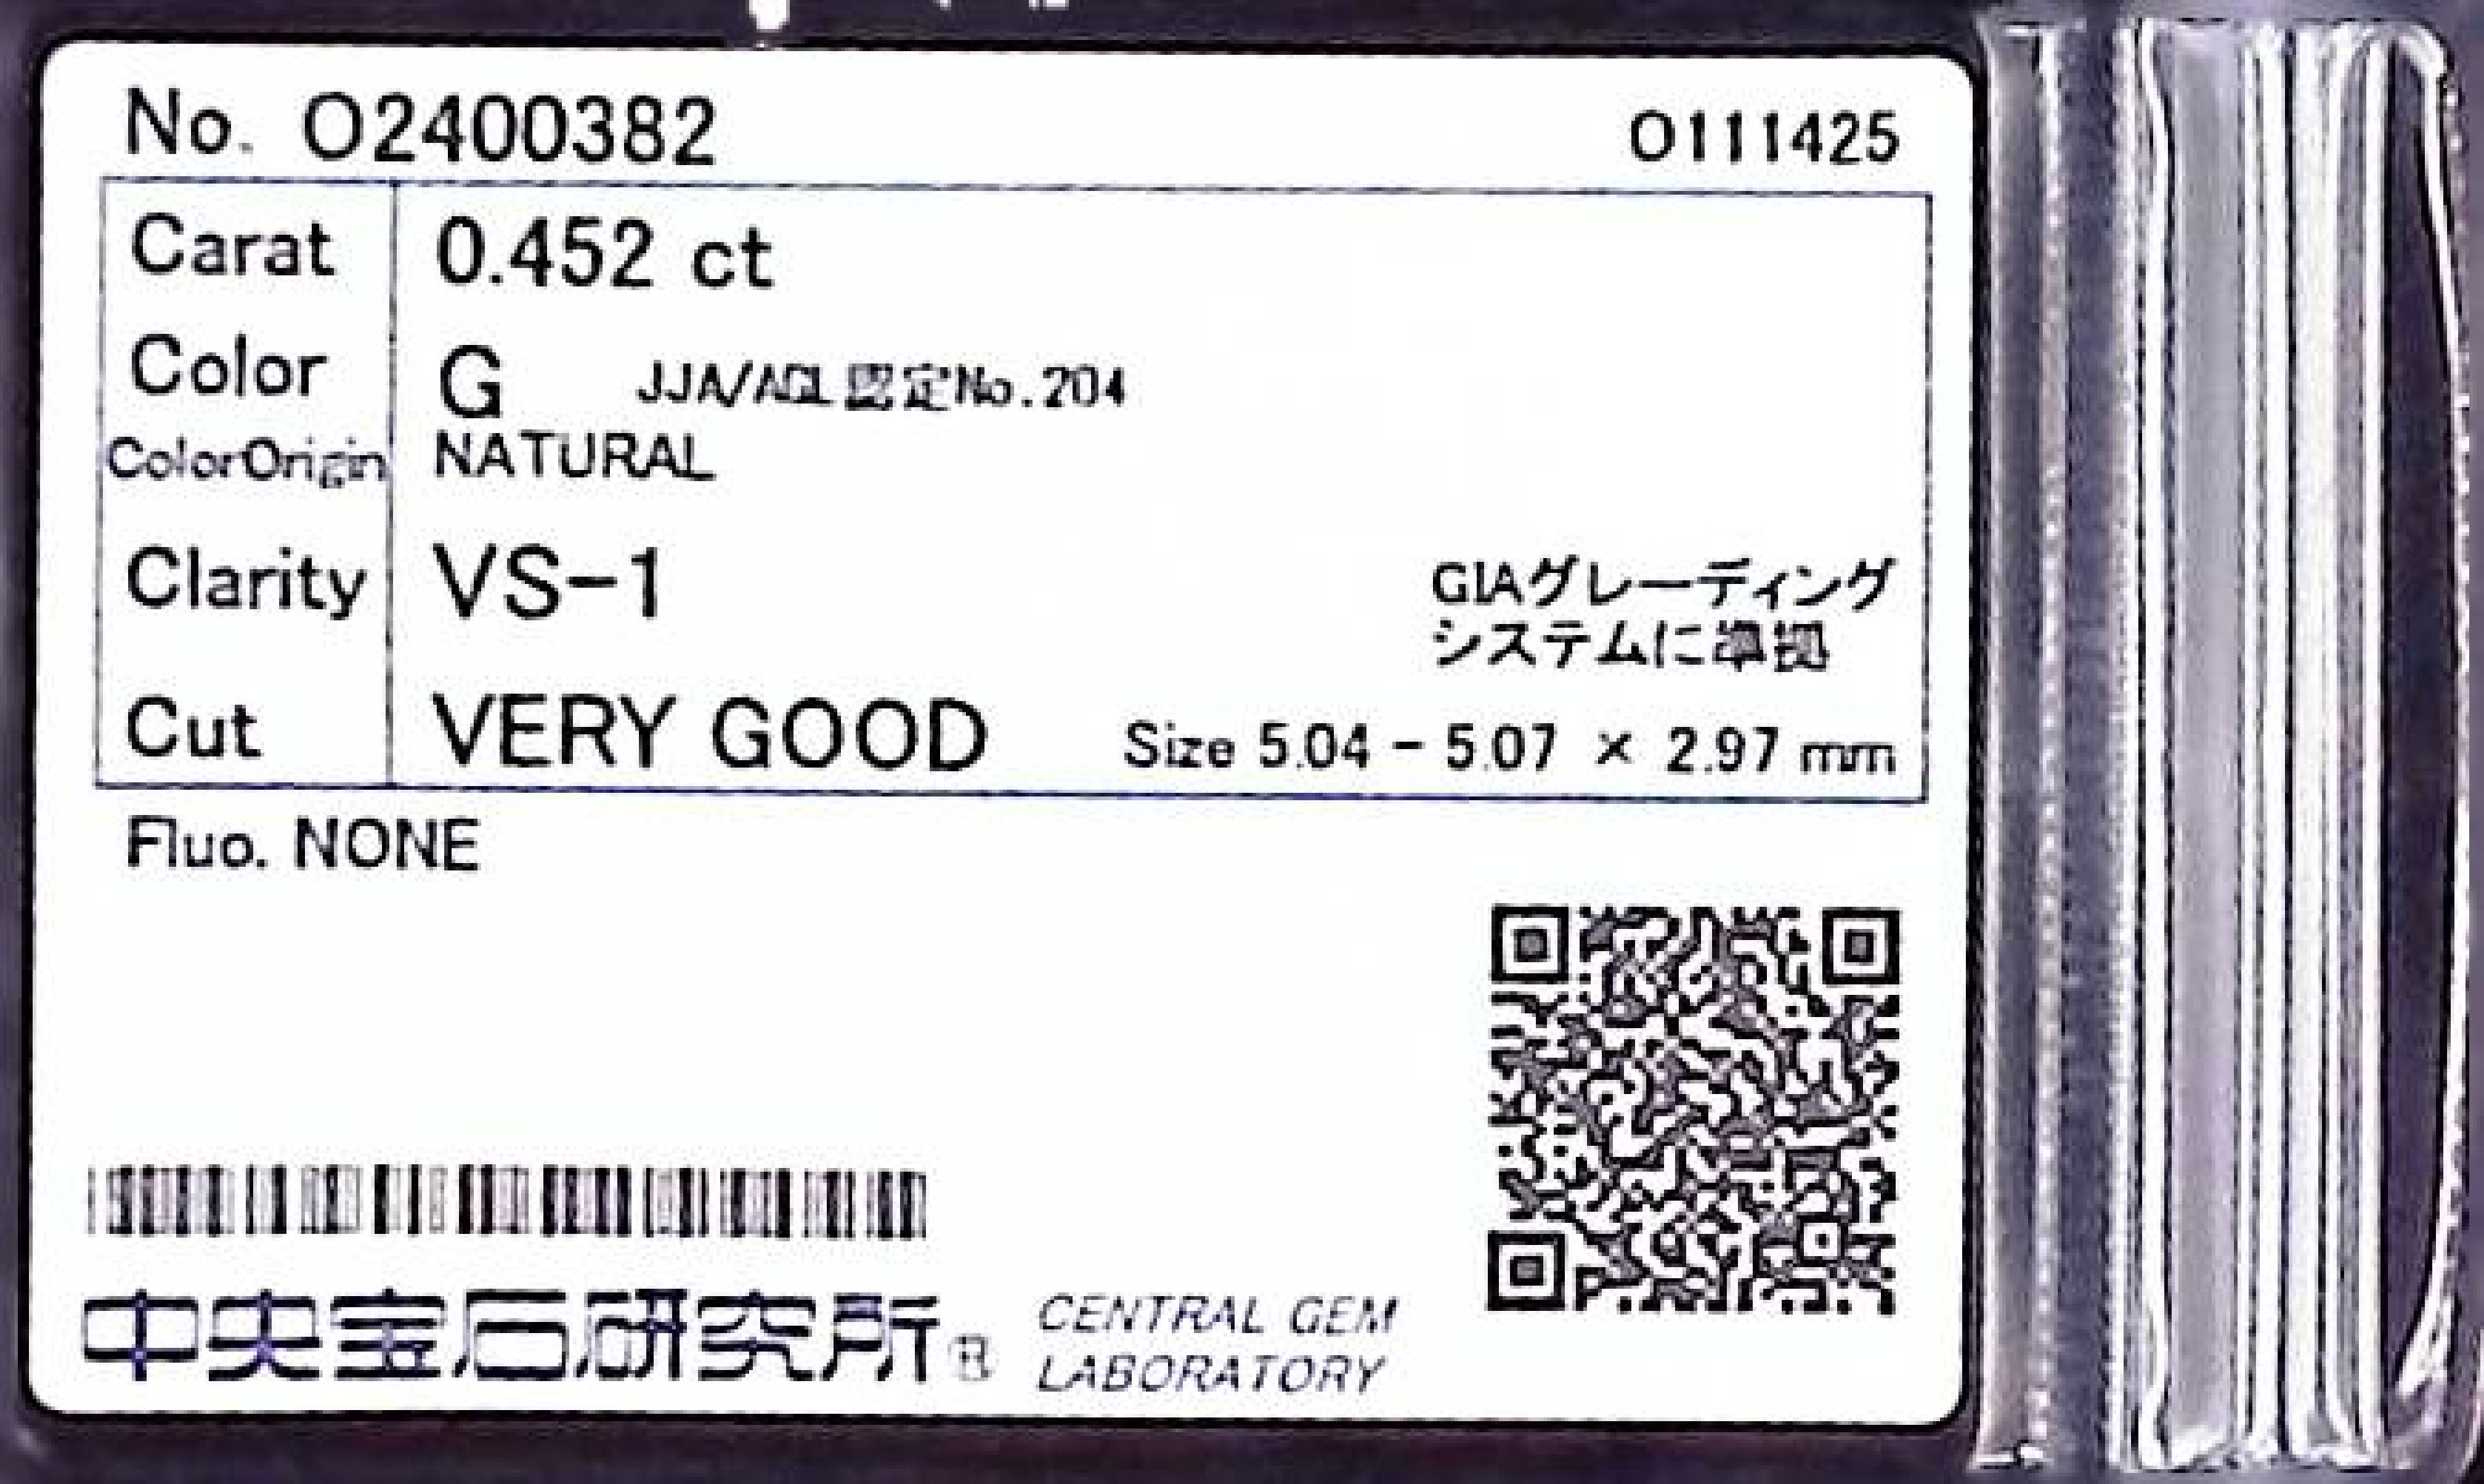 No. O2400382
O111425
Carat 0.452 ct
Color G JJA/AGL認定No.204
ColorOrigin NATURAL
Clarity VS-1
GIAグレーディング
システムに準拠
Cut VERY GOOD Size 5.04 - 5.07 × 2.97 mm
Fluo. NONE
中央宝石研究所®
CENTRAL GEM
LABORATORY